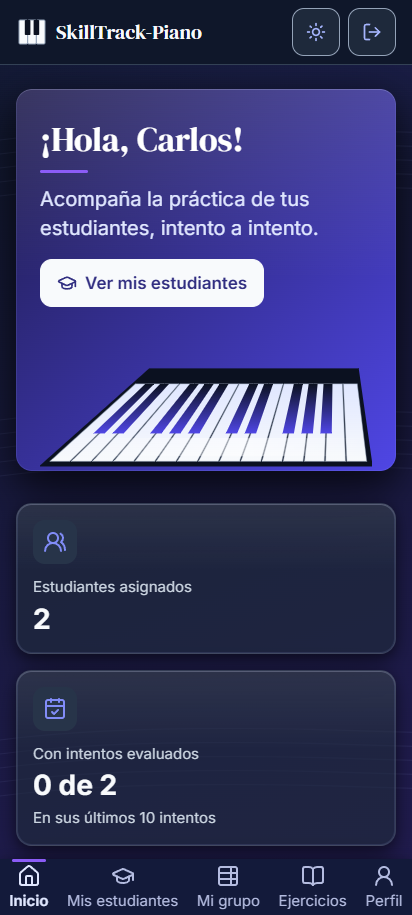 SkillTrack-Piano
¡Hola, Carlos!
Acompaña la práctica de tus
estudiantes, intento a intento.
Ver mis estudiantes
Estudiantes asignados
2
Con intentos evaluados
0 de 2
En sus últimos 10 intentos
Inicio Mis estudiantes Mi grupo Ejercicios Perfil